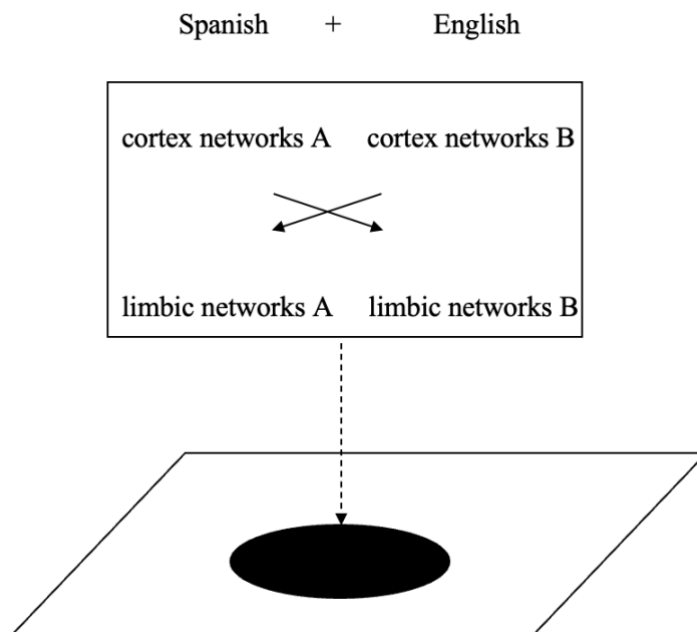 Spanish + English
cortex networks A cortex networks B
limbic networks A limbic networks B